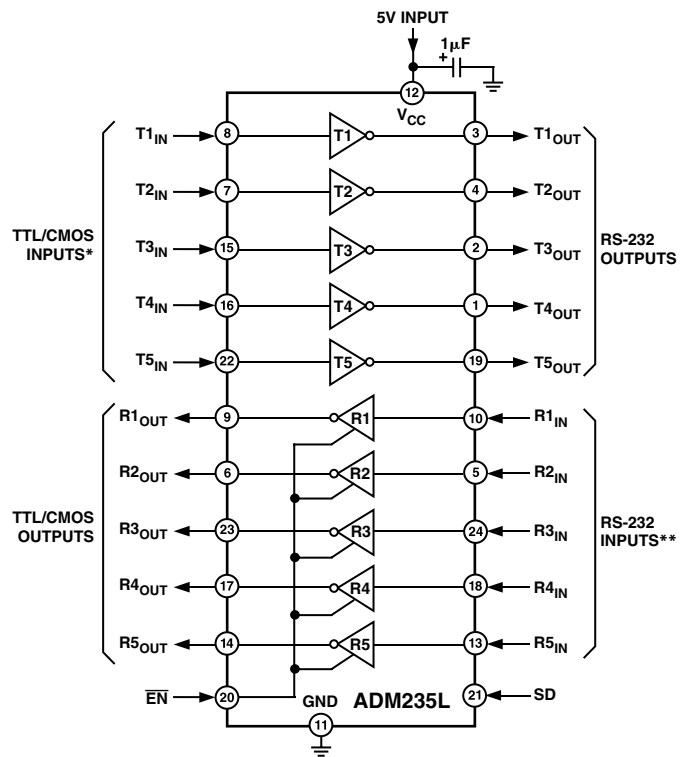 5V INPUT
1μF
+
12
VCC
T1IN 8 T1 3 T1OUT
T2IN 7 T2 4 T2OUT
TTL/CMOS
INPUTS*
T3IN 15 T3 2 T3OUT
RS-232
OUTPUTS
T4IN 16 T4 1 T4OUT
T5IN 22 T5 19 T5OUT
R1OUT 9 R1 10 R1IN
R2OUT 6 R2 5 R2IN
TTL/CMOS
OUTPUTS
R3OUT 23 R3 24 R3IN
RS-232
INPUTS**
R4OUT 17 R4 18 R4IN
R5OUT 14 R5 13 R5IN
E̅N̅ 20 GND ADM235L 21 SD
11